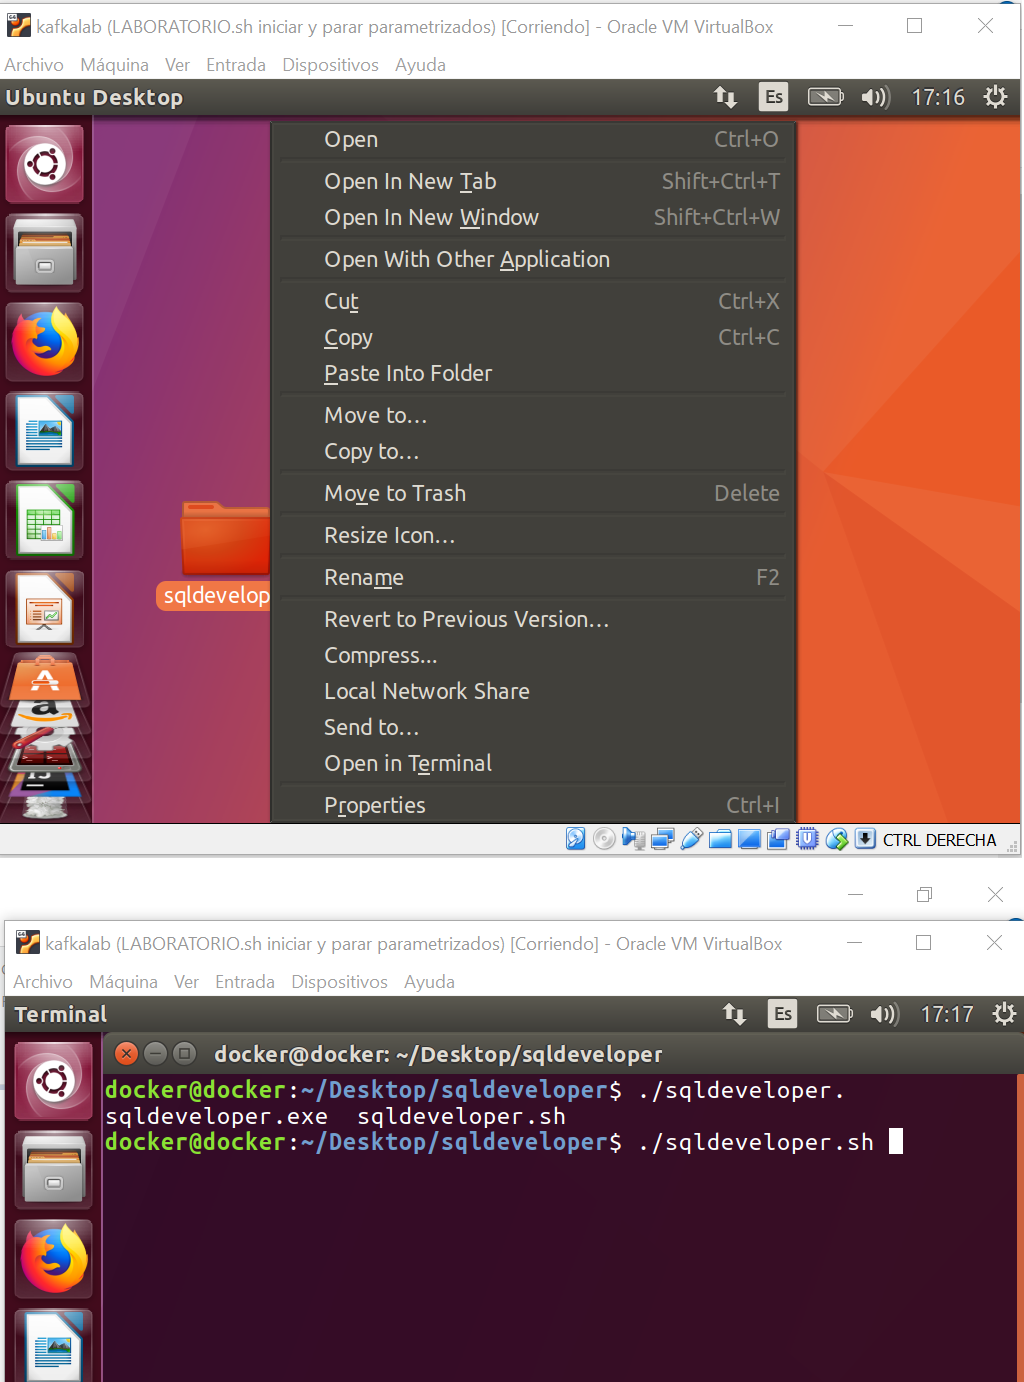 kafkalab (LABORATORIO.sh iniciar y parar parametrizados) [Corriendo] - Oracle VM VirtualBox
Archivo Máquina Ver Entrada Dispositivos Ayuda
Ubuntu Desktop Es 17:16
Open Ctrl+O
Open In New Tab Shift+Ctrl+T
Open In New Window Shift+Ctrl+W
Open With Other Application
Cut Ctrl+X
Copy Ctrl+C
Paste Into Folder
Move to...
Copy to...
Move to Trash Delete
Resize Icon...
Rename F2
sqldevelop
Revert to Previous Version...
Compress...
Local Network Share
Send to...
Open in Terminal
Properties Ctrl+I
CTRL DERECHA
kafkalab (LABORATORIO.sh iniciar y parar parametrizados) [Corriendo] - Oracle VM VirtualBox
Archivo Máquina Ver Entrada Dispositivos Ayuda
Terminal Es 17:17
docker@docker: ~/Desktop/sqldeveloper
docker@docker:~/Desktop/sqldeveloper$ ./sqldeveloper.
sqldeveloper.exe sqldeveloper.sh
docker@docker:~/Desktop/sqldeveloper$ ./sqldeveloper.sh